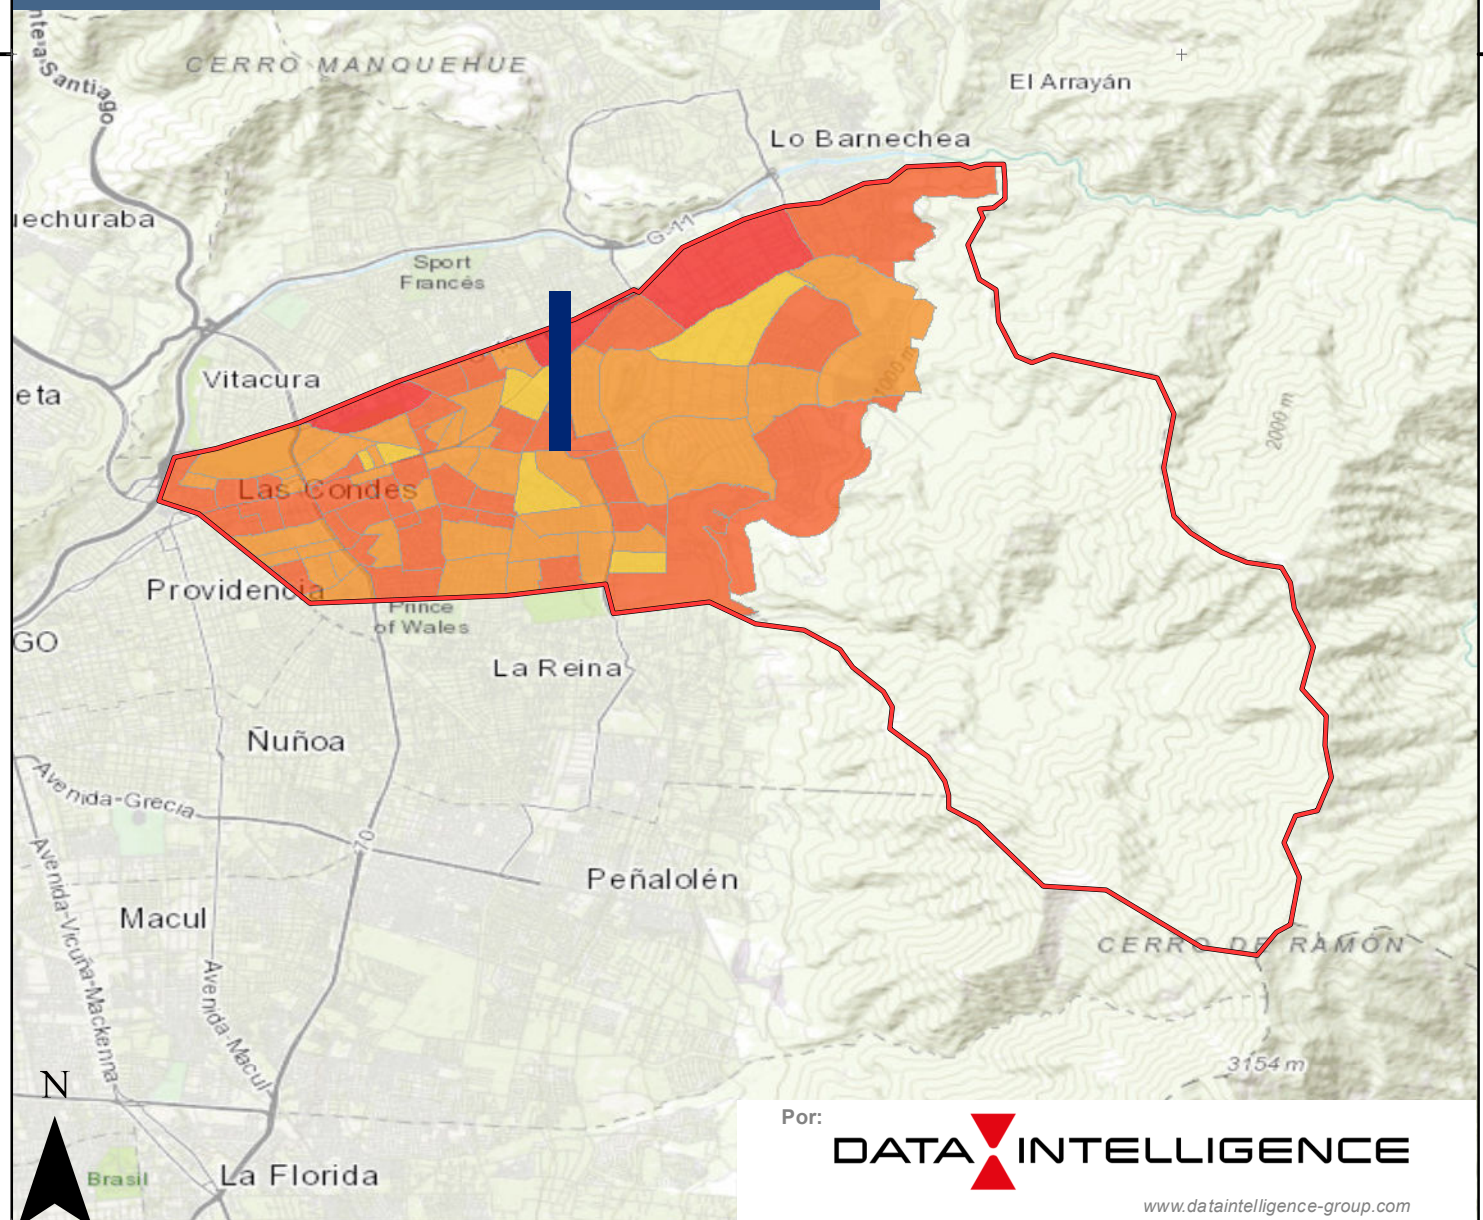 ntera
Santiago
CERRO MANQUEHUE
El Arrayán
Lo Barnechea
uechuraba
G-11
Sport
Francés
Vitacura
eta
1000 m
2000 m
Las Condes
Providencia
Prince
of Wales
GO
La Reina
Ñuñoa
Avenida-Grecia
70
Avenida-Vicuña-Mackenna
Peñalolén
Macul
CERRO DE RAMÓN
Avenida-Macul
3154 m
N
Por:
DATA INTELLIGENCE
Brasil
La Florida
www.dataintelligence-group.com